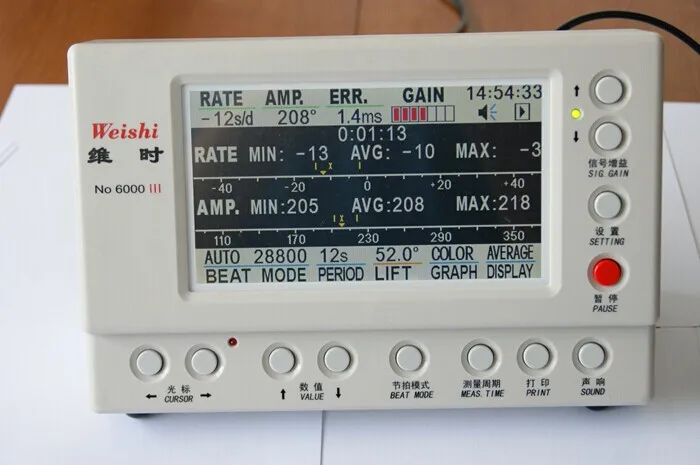 Weishi
维时
No 6000 III
RATE AMP. ERR. GAIN 14:54:33
-12s/d 208° 1.4ms
0:01:13
RATE MIN: -13 AVG: -10 MAX: -3
-40 -20 0 +20 +40
AMP. MIN:205 AVG:208 MAX:218
110 170 230 290 350
AUTO 28800 12s 52.0° COLOR AVERAGE
BEAT MODE PERIOD LIFT GRAPH DISPLAY
↑
↓
信号增益
SIG.GAIN
设置
SETTING
暂停
PAUSE
光标
← CURSOR →
数值
↑ VALUE ↓
节拍模式
BEAT MODE
测量周期
MEAS.TIME
打印
PRINT
声响
SOUND